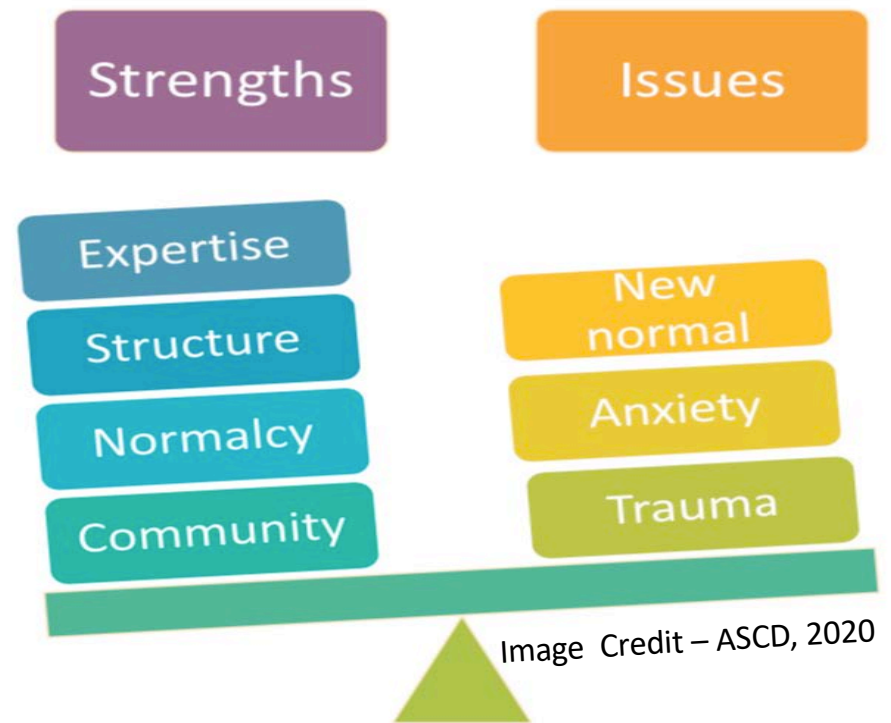 Strengths
Issues
Expertise
Structure
Normalcy
Community
New
normal
Anxiety
Trauma
Image Credit – ASCD, 2020